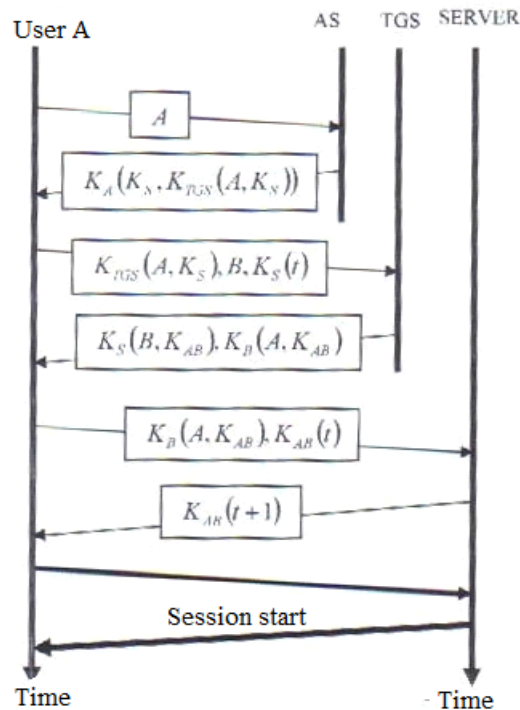 User A
AS TGS SERVER
A
K_A(K_S, K_TGS(A, K_S))
K_TGS(A, K_S), B, K_S(t)
K_S(B, K_AB), K_B(A, K_AB)
K_B(A, K_AB), K_AB(t)
K_AB(t + 1)
Session start
Time
Time